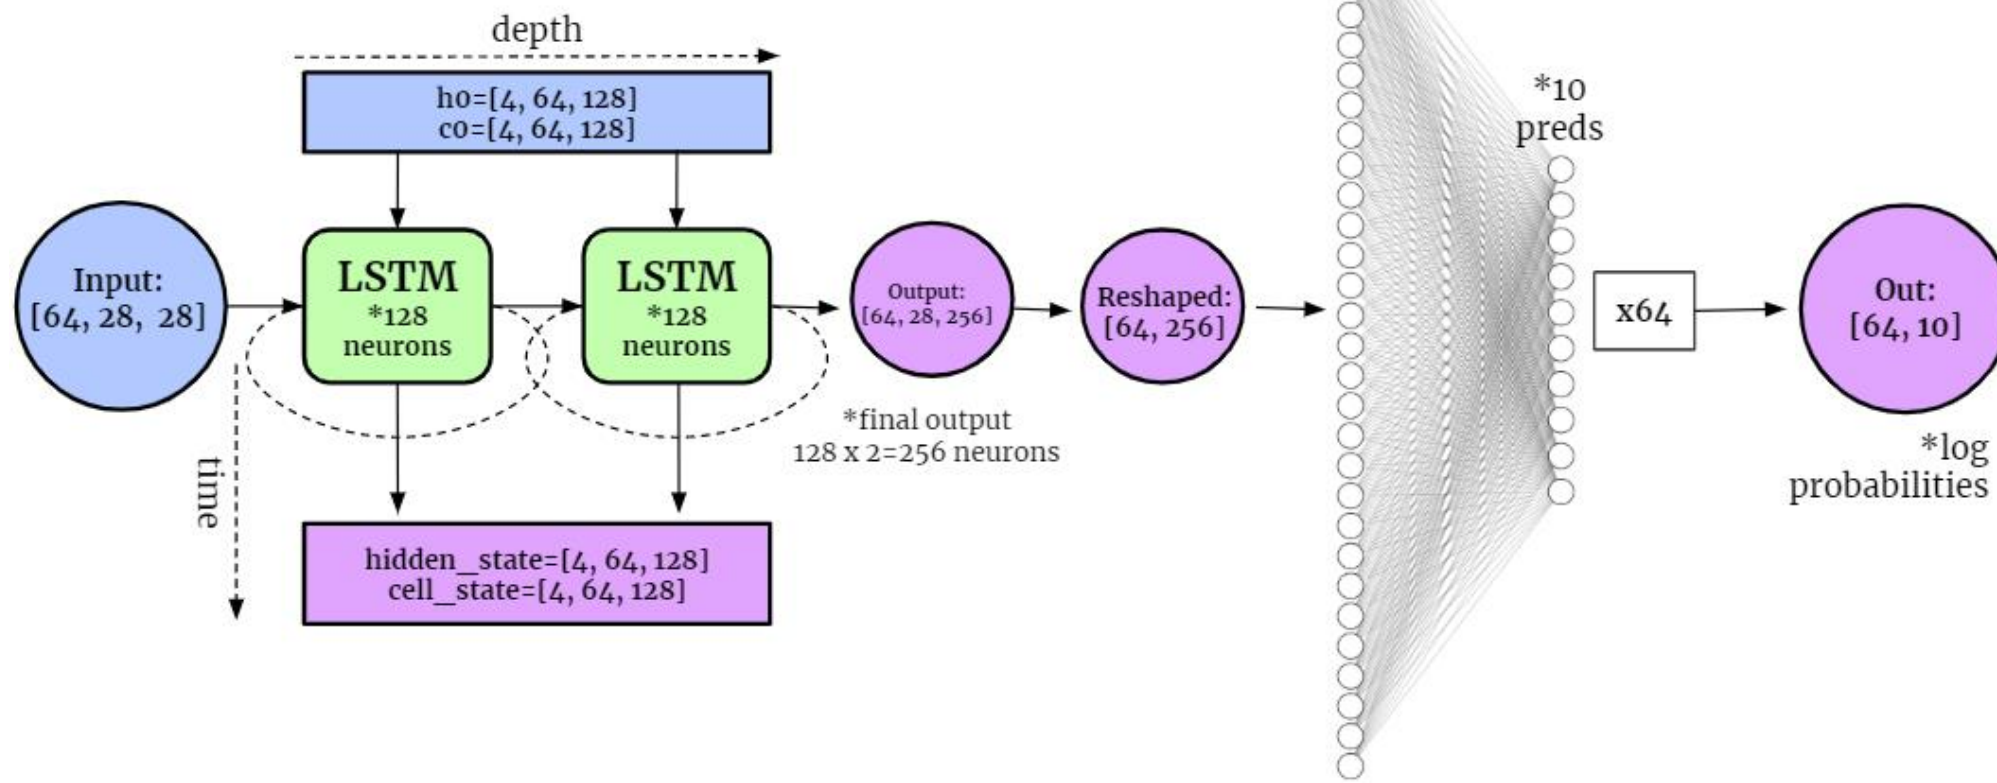 depth
h0=[4, 64, 128]
c0=[4, 64, 128]
Input:
[64, 28, 28]
LSTM
*128
neurons
LSTM
*128
neurons
Output:
[64, 28, 256]
Reshaped:
[64, 256]
*final output
128 x 2=256 neurons
time
hidden_state=[4, 64, 128]
cell_state=[4, 64, 128]
*10
preds
x64
Out:
[64, 10]
*log
probabilities